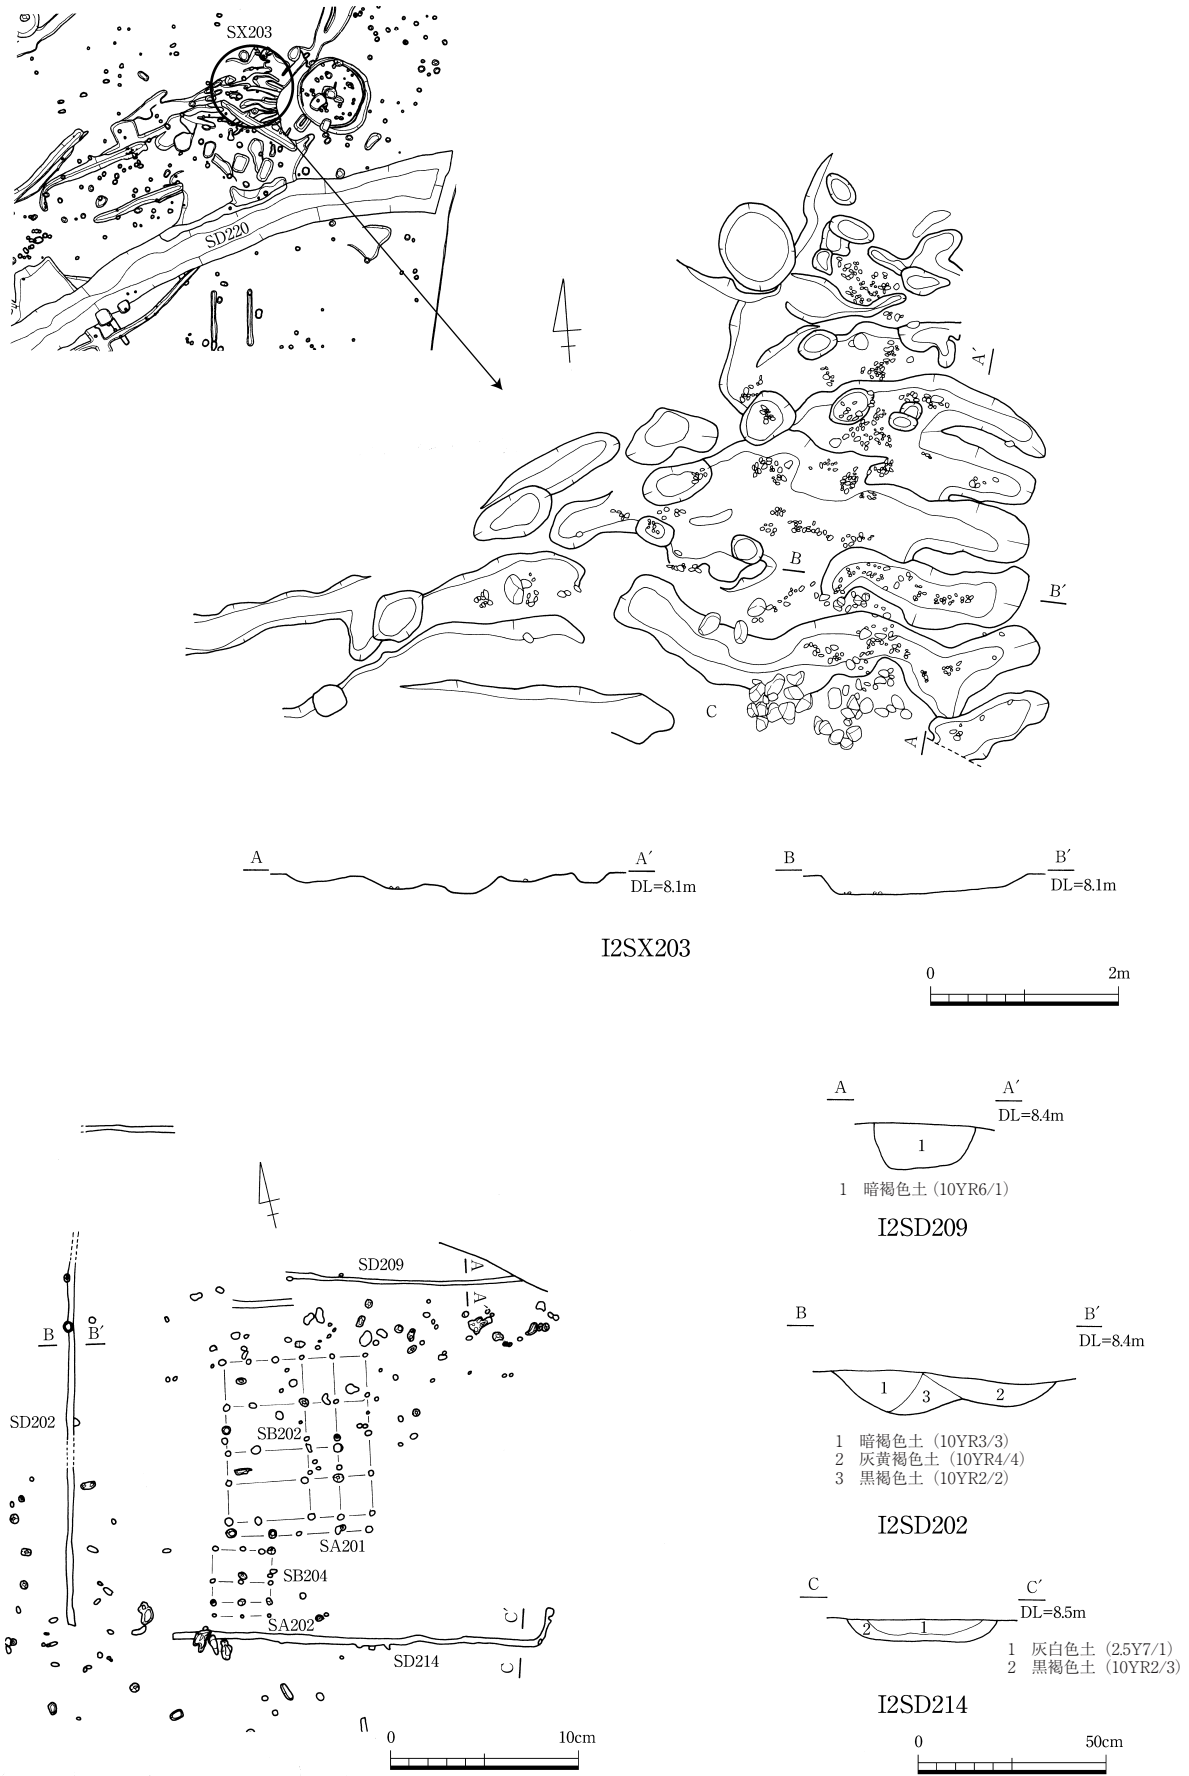 SX203
SD220
A′
B
B′
C
A
A
A′
DL=8.1m
B
B′
DL=8.1m
I2SX203
0
2m
A
A′
DL=8.4m
1
1 暗褐色土 (10YR6/1)
I2SD209
SD209
A
A′
B
B′
SD202
SB202
SA201
SB204
SA202
C′
C
SD214
0
10cm
B
B′
DL=8.4m
1
3
2
1 暗褐色土 (10YR3/3)
2 灰黄褐色土 (10YR4/4)
3 黒褐色土 (10YR2/2)
I2SD202
C
C′
DL=8.5m
2
1
1 灰白色土 (2.5Y7/1)
2 黒褐色土 (10YR2/3)
I2SD214
0
50cm